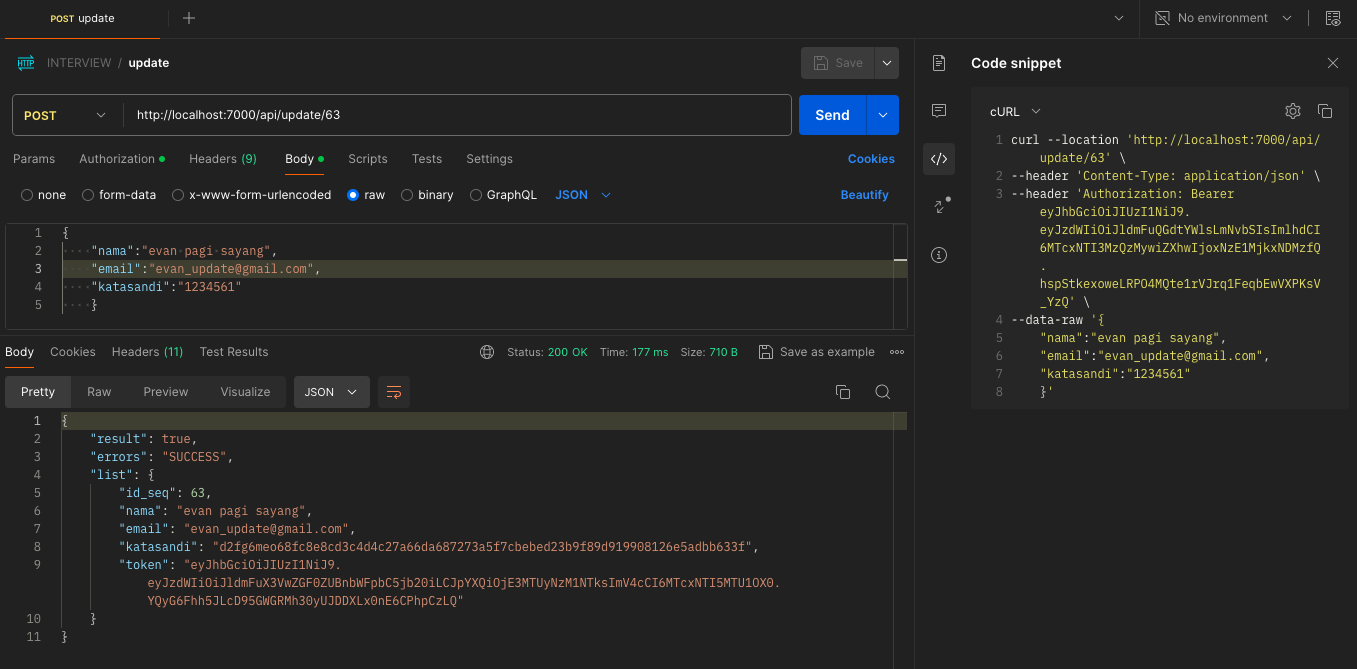 POST update
No environment
HTTP INTERVIEW / update
Save
POST http://localhost:7000/api/update/63
Send
Params Authorization Headers (9) Body Scripts Tests Settings
Cookies
none form-data x-www-form-urlencoded raw binary GraphQL JSON
Beautify
1 {
2 ····"nama":"evan·pagi·sayang",
3 ····"email":"evan_update@gmail.com",
4 ····"katasandi":"1234561"
5 ····}
Body Cookies Headers (11) Test Results
Status: 200 OK Time: 177 ms Size: 710 B Save as example
Pretty Raw Preview Visualize JSON
1 {
2 "result": true,
3 "errors": "SUCCESS",
4 "list": {
5 "id_seq": 63,
6 "nama": "evan pagi sayang",
7 "email": "evan_update@gmail.com",
8 "katasandi": "d2fg6meo68fc8e8cd3c4d4c27a66da687273a5f7cbebed23b9f89d919908126e5adbb633f",
9 "token": "eyJhbGciOiJIUzI1NiJ9.
eyJzdWIiOiJldmFuX3VwZGF0ZUBnbWFpbC5jb20iLCJpYXQiOjE3MTUyNzM1NTksImV4cCI6MTcxNTI5MTU1OX0.
YQyG6Fhh5JLcD95GWGRMh30yUJDDXLx0nE6CPhpCzLQ"
10 }
11 }
Code snippet
cURL
1 curl --location 'http://localhost:7000/api/
update/63' \
2 --header 'Content-Type: application/json' \
3 --header 'Authorization: Bearer
eyJhbGciOiJIUzI1NiJ9.
eyJzdWIiOiJldmFuQGdtYWlsLmNvbSIsImlhdCI
6MTcxNTI3MzQzMywiZXhwIjoxNzE1MjkxNDMzfQ
.
hspStkexoweLRPO4MQte1rVJrq1FeqbEwVXPKsV
_YzQ' \
4 --data-raw '{
5 "nama":"evan pagi sayang",
6 "email":"evan_update@gmail.com",
7 "katasandi":"1234561"
8 }'